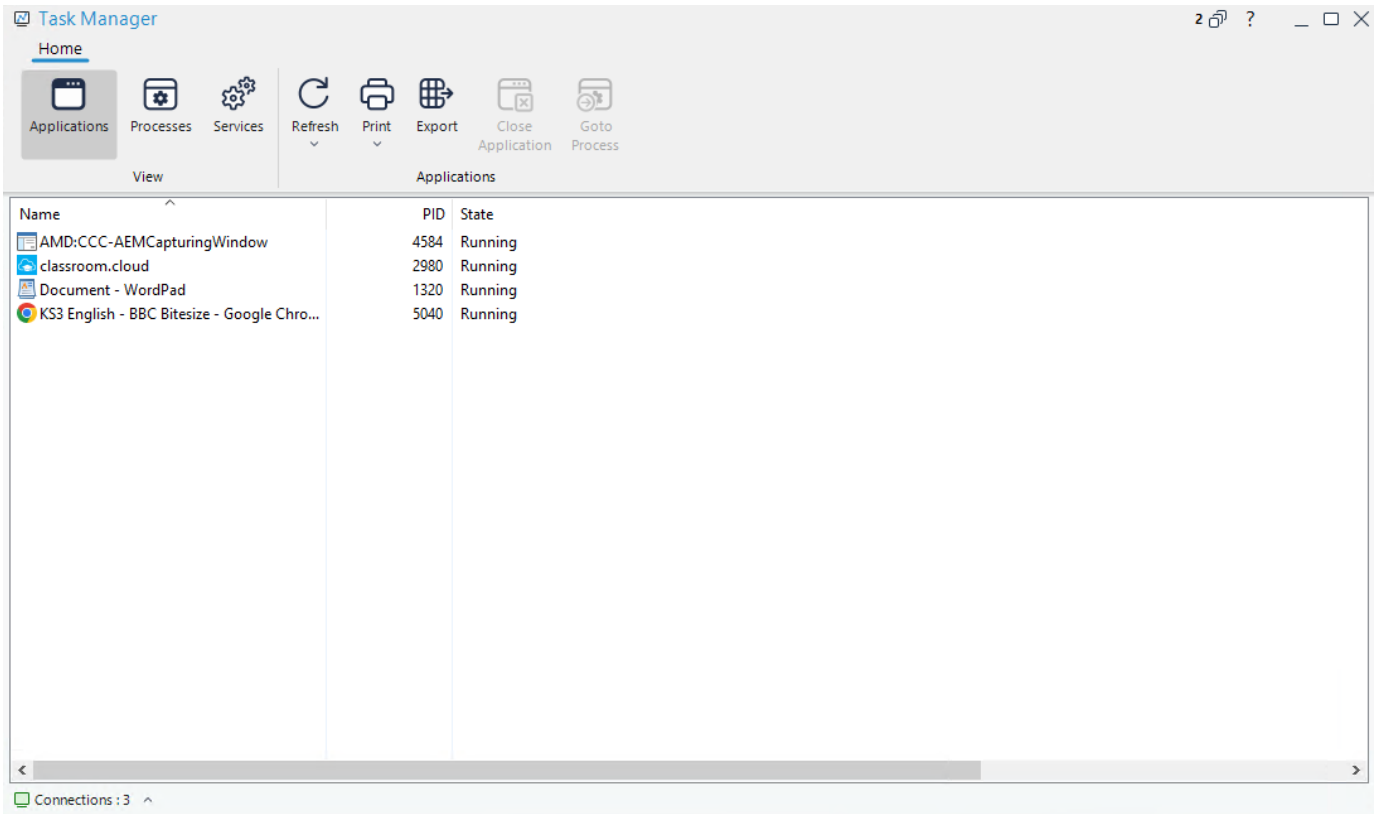 Task Manager 2 ?
Home
Applications Processes Services Refresh Print Export Close Application Goto Process
View Applications
Name PID State
AMD:CCC-AEMCapturingWindow 4584 Running
classroom.cloud 2980 Running
Document - WordPad 1320 Running
KS3 English - BBC Bitesize - Google Chro... 5040 Running
Connections : 3